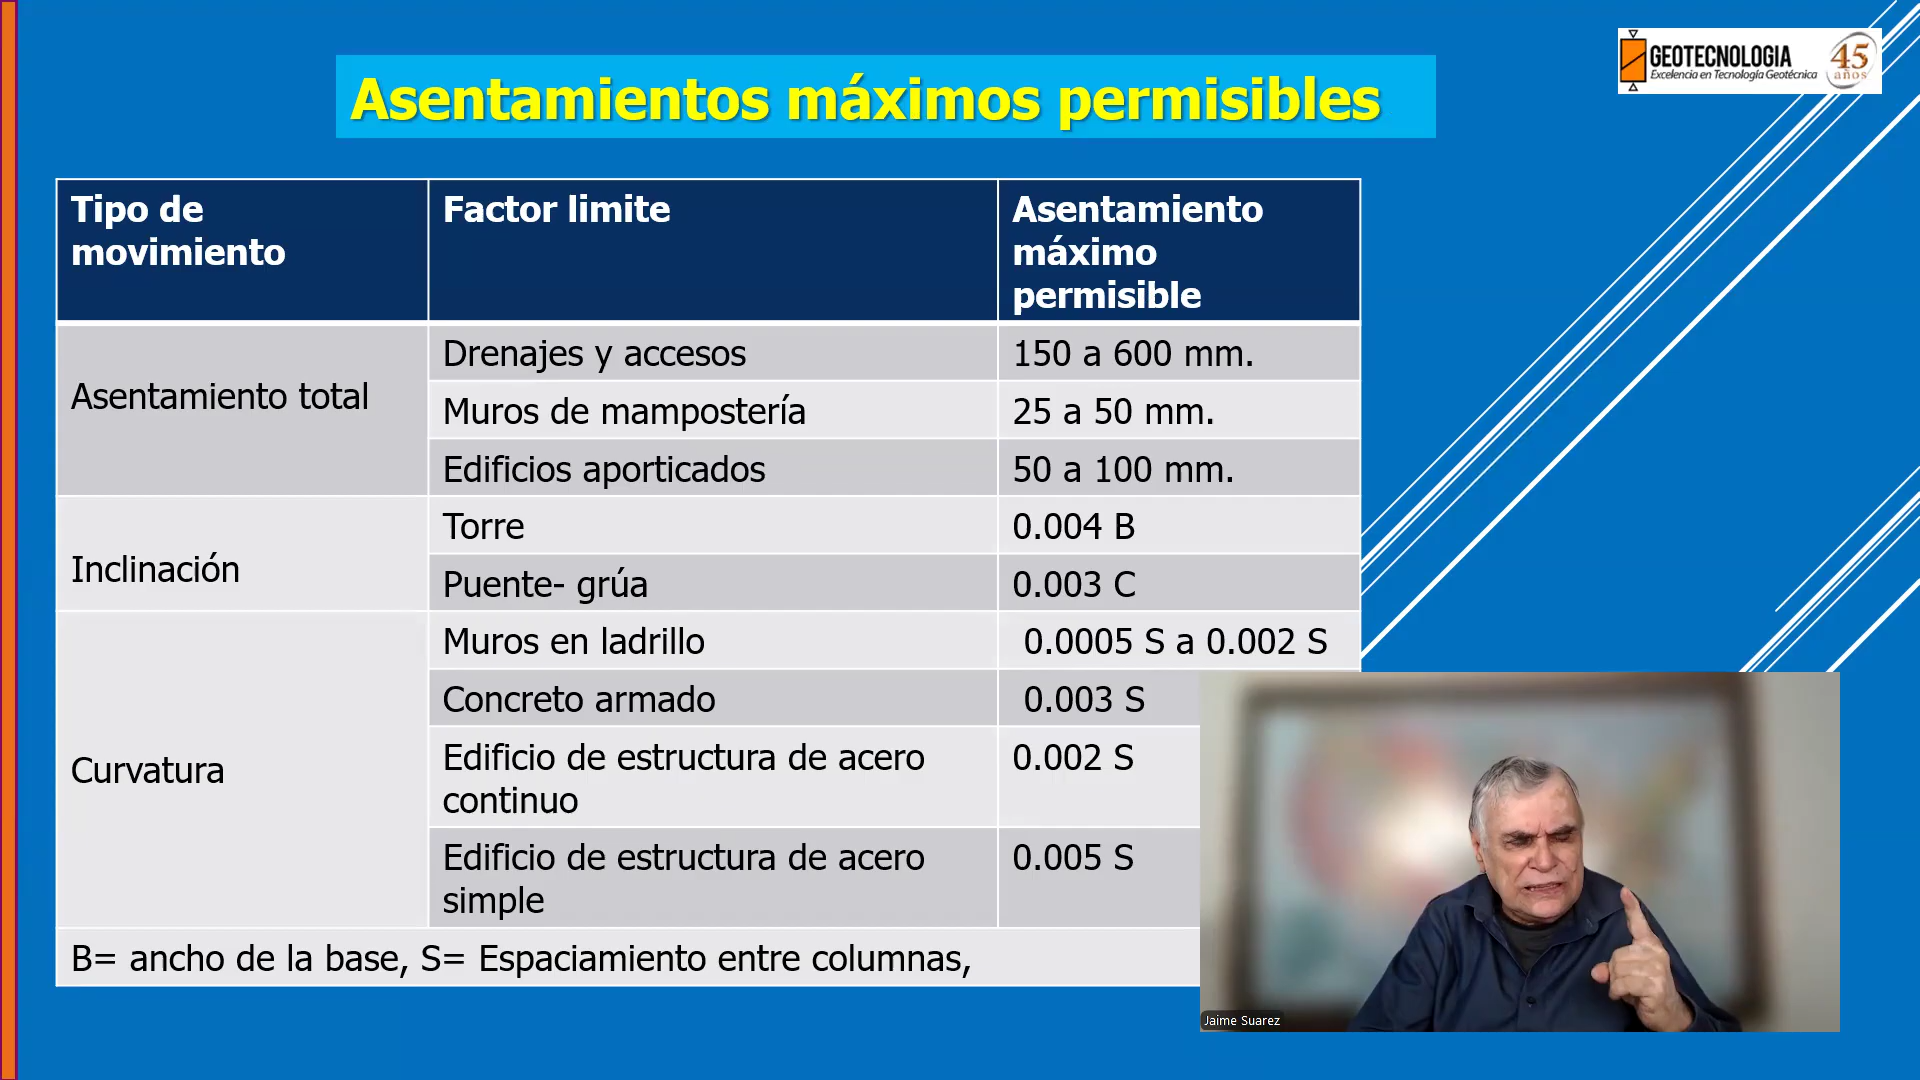 GEOTECNOLOGIA
Excelencia en Tecnología Geotécnica
45
años
Asentamientos máximos permisibles
Tipo de
movimiento
Factor limite
Asentamiento
máximo
permisible
Asentamiento total
Drenajes y accesos
150 a 600 mm.
Muros de mampostería
25 a 50 mm.
Edificios aporticados
50 a 100 mm.
Inclinación
Torre
0.004 B
Puente- grúa
0.003 C
Curvatura
Muros en ladrillo
0.0005 S a 0.002 S
Concreto armado
0.003 S
Edificio de estructura de acero
continuo
0.002 S
Edificio de estructura de acero
simple
0.005 S
B= ancho de la base, S= Espaciamiento entre columnas,
Jaime Suarez